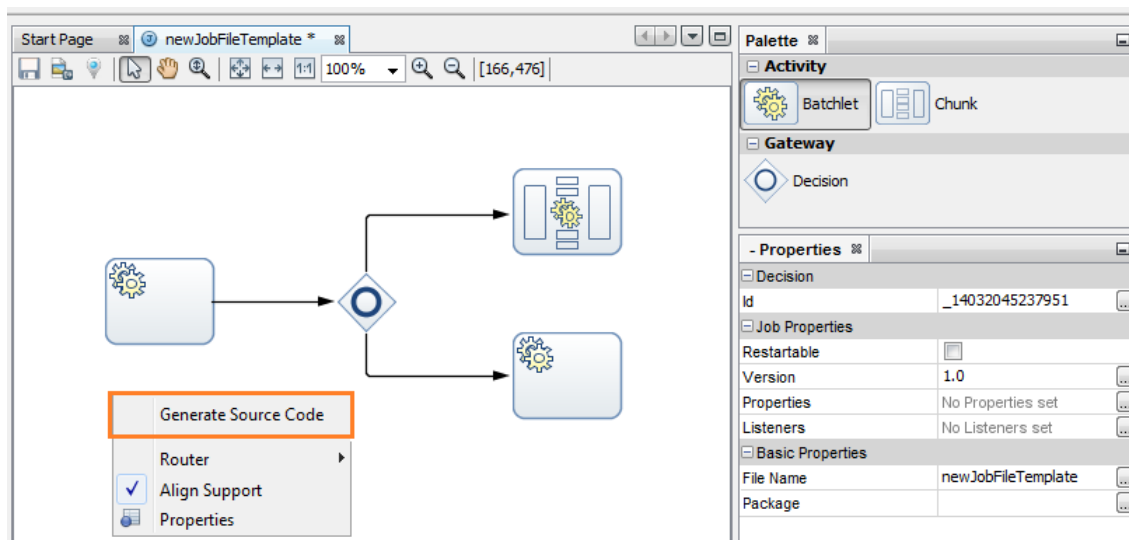 Start Page
newJobFileTemplate *
100%
[166,476]
1:1
Generate Source Code
Router
Align Support
Properties
Palette
Activity
Batchlet
Chunk
Gateway
Decision
- Properties
Decision
Id _14032045237951 ...
Job Properties
Restartable
Version 1.0 ...
Properties No Properties set ...
Listeners No Listeners set ...
Basic Properties
File Name newJobFileTemplate ...
Package ...